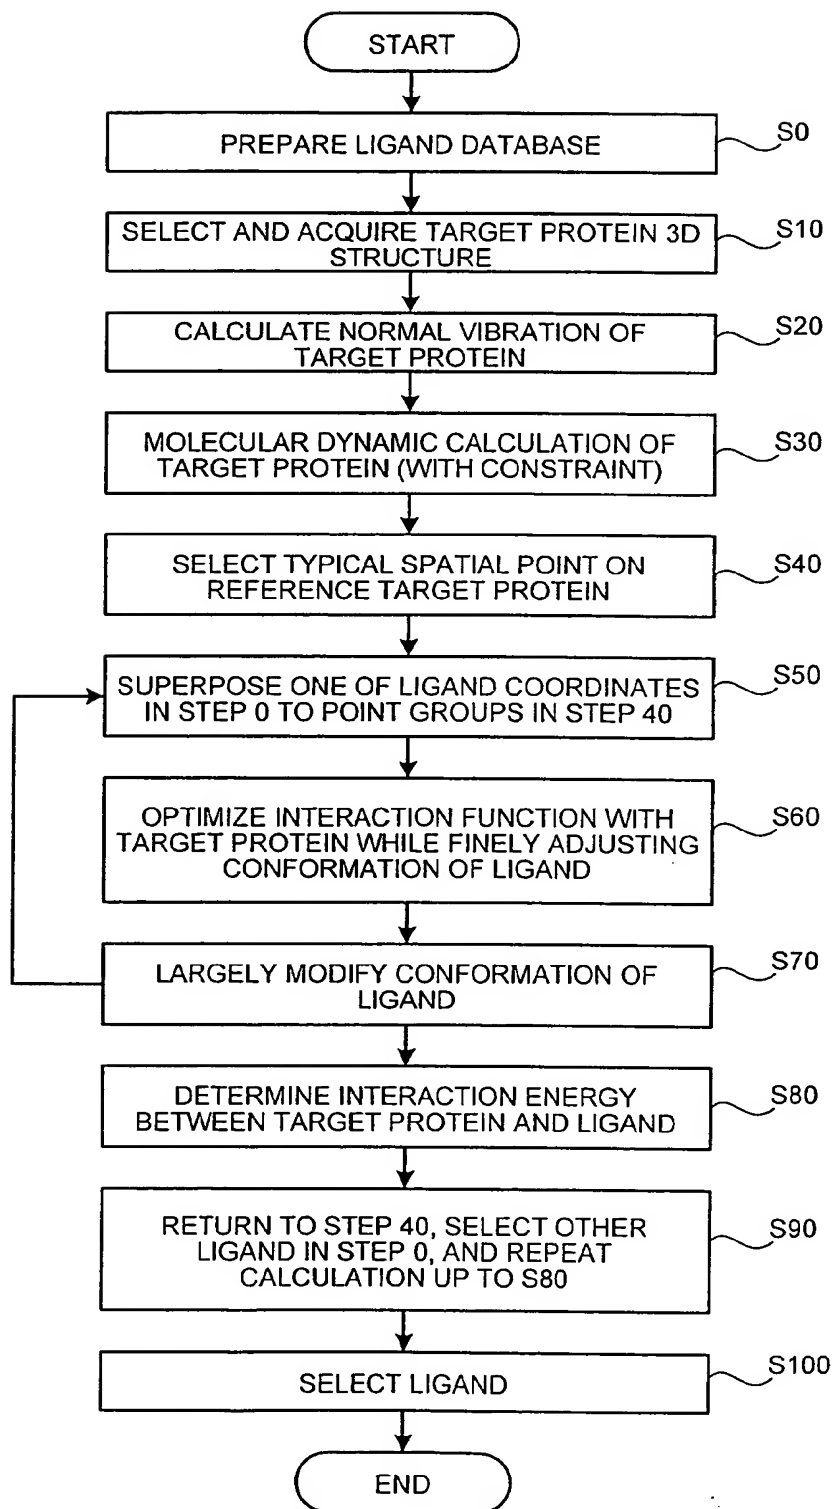 START
PREPARE LIGAND DATABASE
S0
SELECT AND ACQUIRE TARGET PROTEIN 3D
STRUCTURE
S10
CALCULATE NORMAL VIBRATION OF
TARGET PROTEIN
S20
MOLECULAR DYNAMIC CALCULATION OF
TARGET PROTEIN (WITH CONSTRAINT)
S30
SELECT TYPICAL SPATIAL POINT ON
REFERENCE TARGET PROTEIN
S40
SUPERPOSE ONE OF LIGAND COORDINATES
IN STEP 0 TO POINT GROUPS IN STEP 40
S50
OPTIMIZE INTERACTION FUNCTION WITH
TARGET PROTEIN WHILE FINELY ADJUSTING
CONFORMATION OF LIGAND
S60
LARGELY MODIFY CONFORMATION OF
LIGAND
S70
DETERMINE INTERACTION ENERGY
BETWEEN TARGET PROTEIN AND LIGAND
S80
RETURN TO STEP 40, SELECT OTHER
LIGAND IN STEP 0, AND REPEAT
CALCULATION UP TO S80
S90
SELECT LIGAND
S100
END